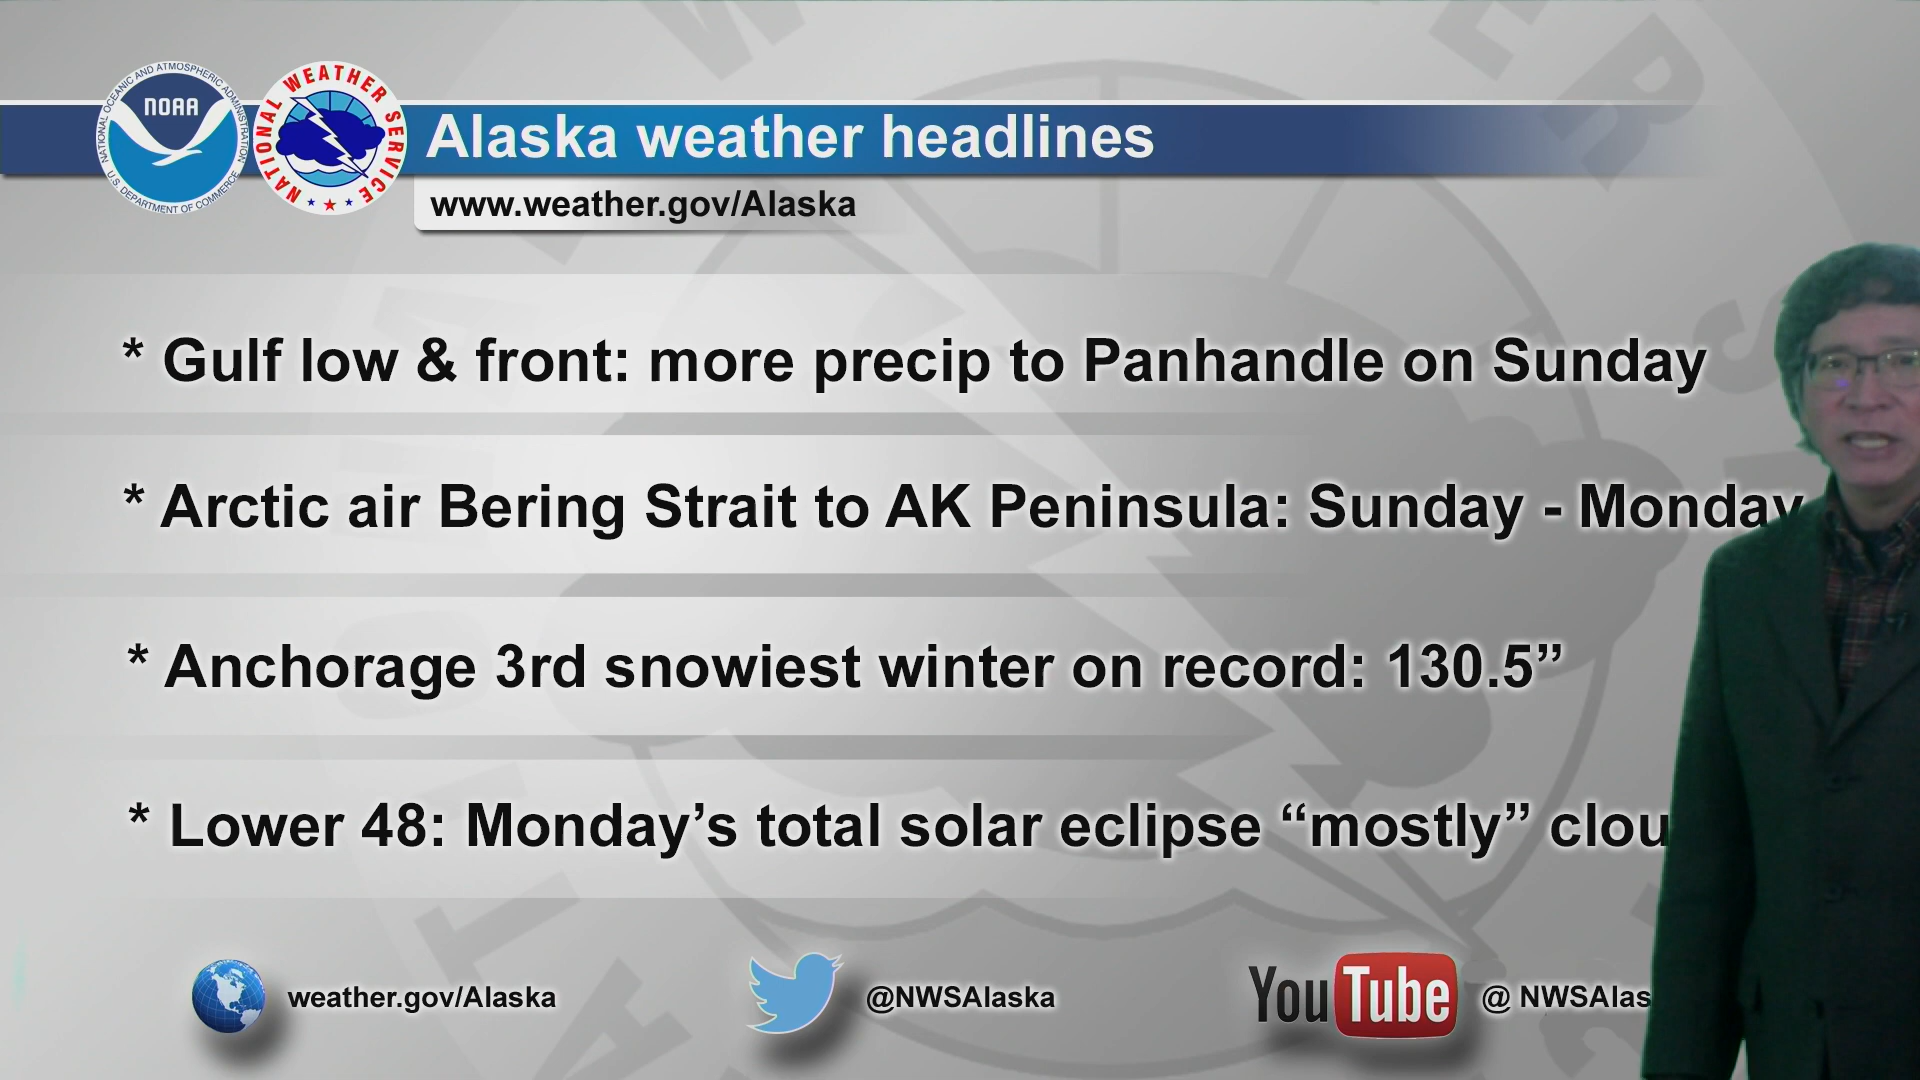 NATIONAL OCEANIC AND ATMOSPHERIC ADMINISTRATION
NOAA
U.S. DEPARTMENT OF COMMERCE
NATIONAL WEATHER SERVICE
Alaska weather headlines
www.weather.gov/Alaska
* Gulf low & front: more precip to Panhandle on Sunday
* Arctic air Bering Strait to AK Peninsula: Sunday - Monday
* Anchorage 3rd snowiest winter on record: 130.5”
* Lower 48: Monday’s total solar eclipse “mostly” clou
weather.gov/Alaska
@NWSAlaska
YouTube @ NWSAlas